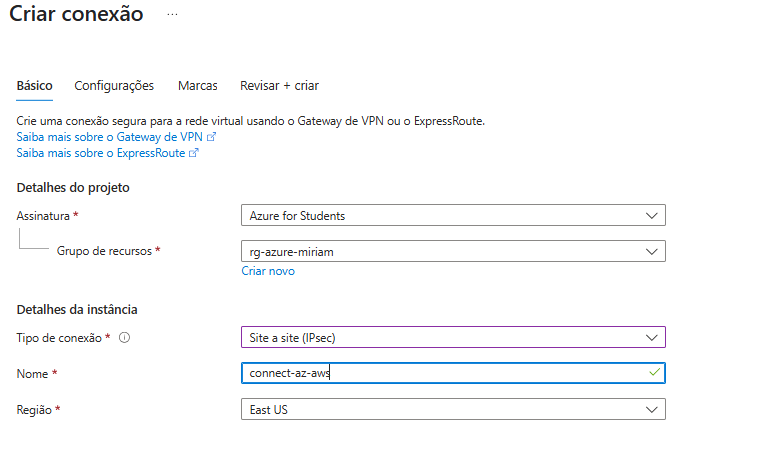 Criar conexão ...
Básico Configurações Marcas Revisar + criar
Crie uma conexão segura para a rede virtual usando o Gateway de VPN ou o ExpressRoute.
Saiba mais sobre o Gateway de VPN
Saiba mais sobre o ExpressRoute
Detalhes do projeto
Assinatura * Azure for Students
Grupo de recursos * rg-azure-miriam
Criar novo
Detalhes da instância
Tipo de conexão * Site a site (IPsec)
Nome * connect-az-aws
Região * East US